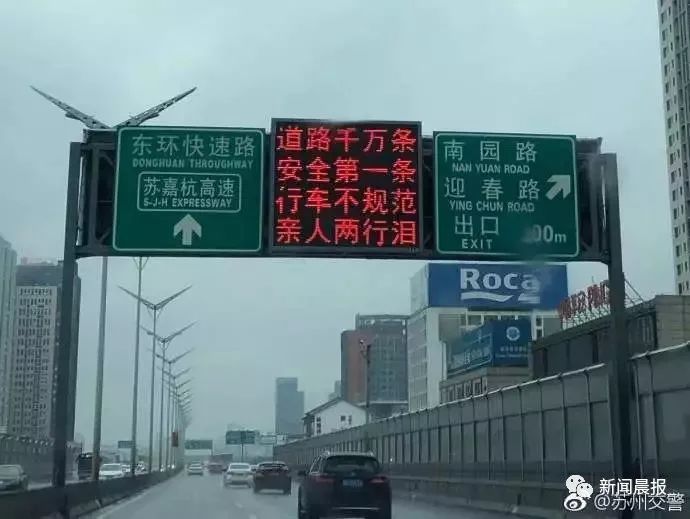 东环快速路
DONGHUAN THROUGHWAY
苏嘉杭高速
S-J-H EXPRESSWAY
道路千万条
安全第一条
行车不规范
亲人两行泪
南园路
NAN YUAN ROAD
迎春路
YING CHUN ROAD
出口
EXIT
00m
Roca
新闻晨报
@苏州交警